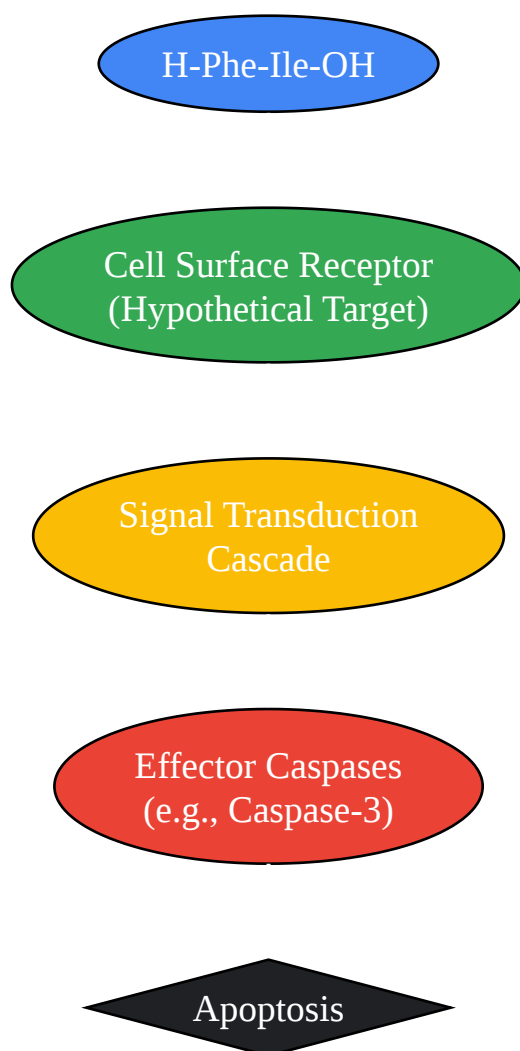 H-Phe-Ile-OH
Cell Surface Receptor
(Hypothetical Target)
Signal Transduction
Cascade
Effector Caspases
(e.g., Caspase-3)
Apoptosis